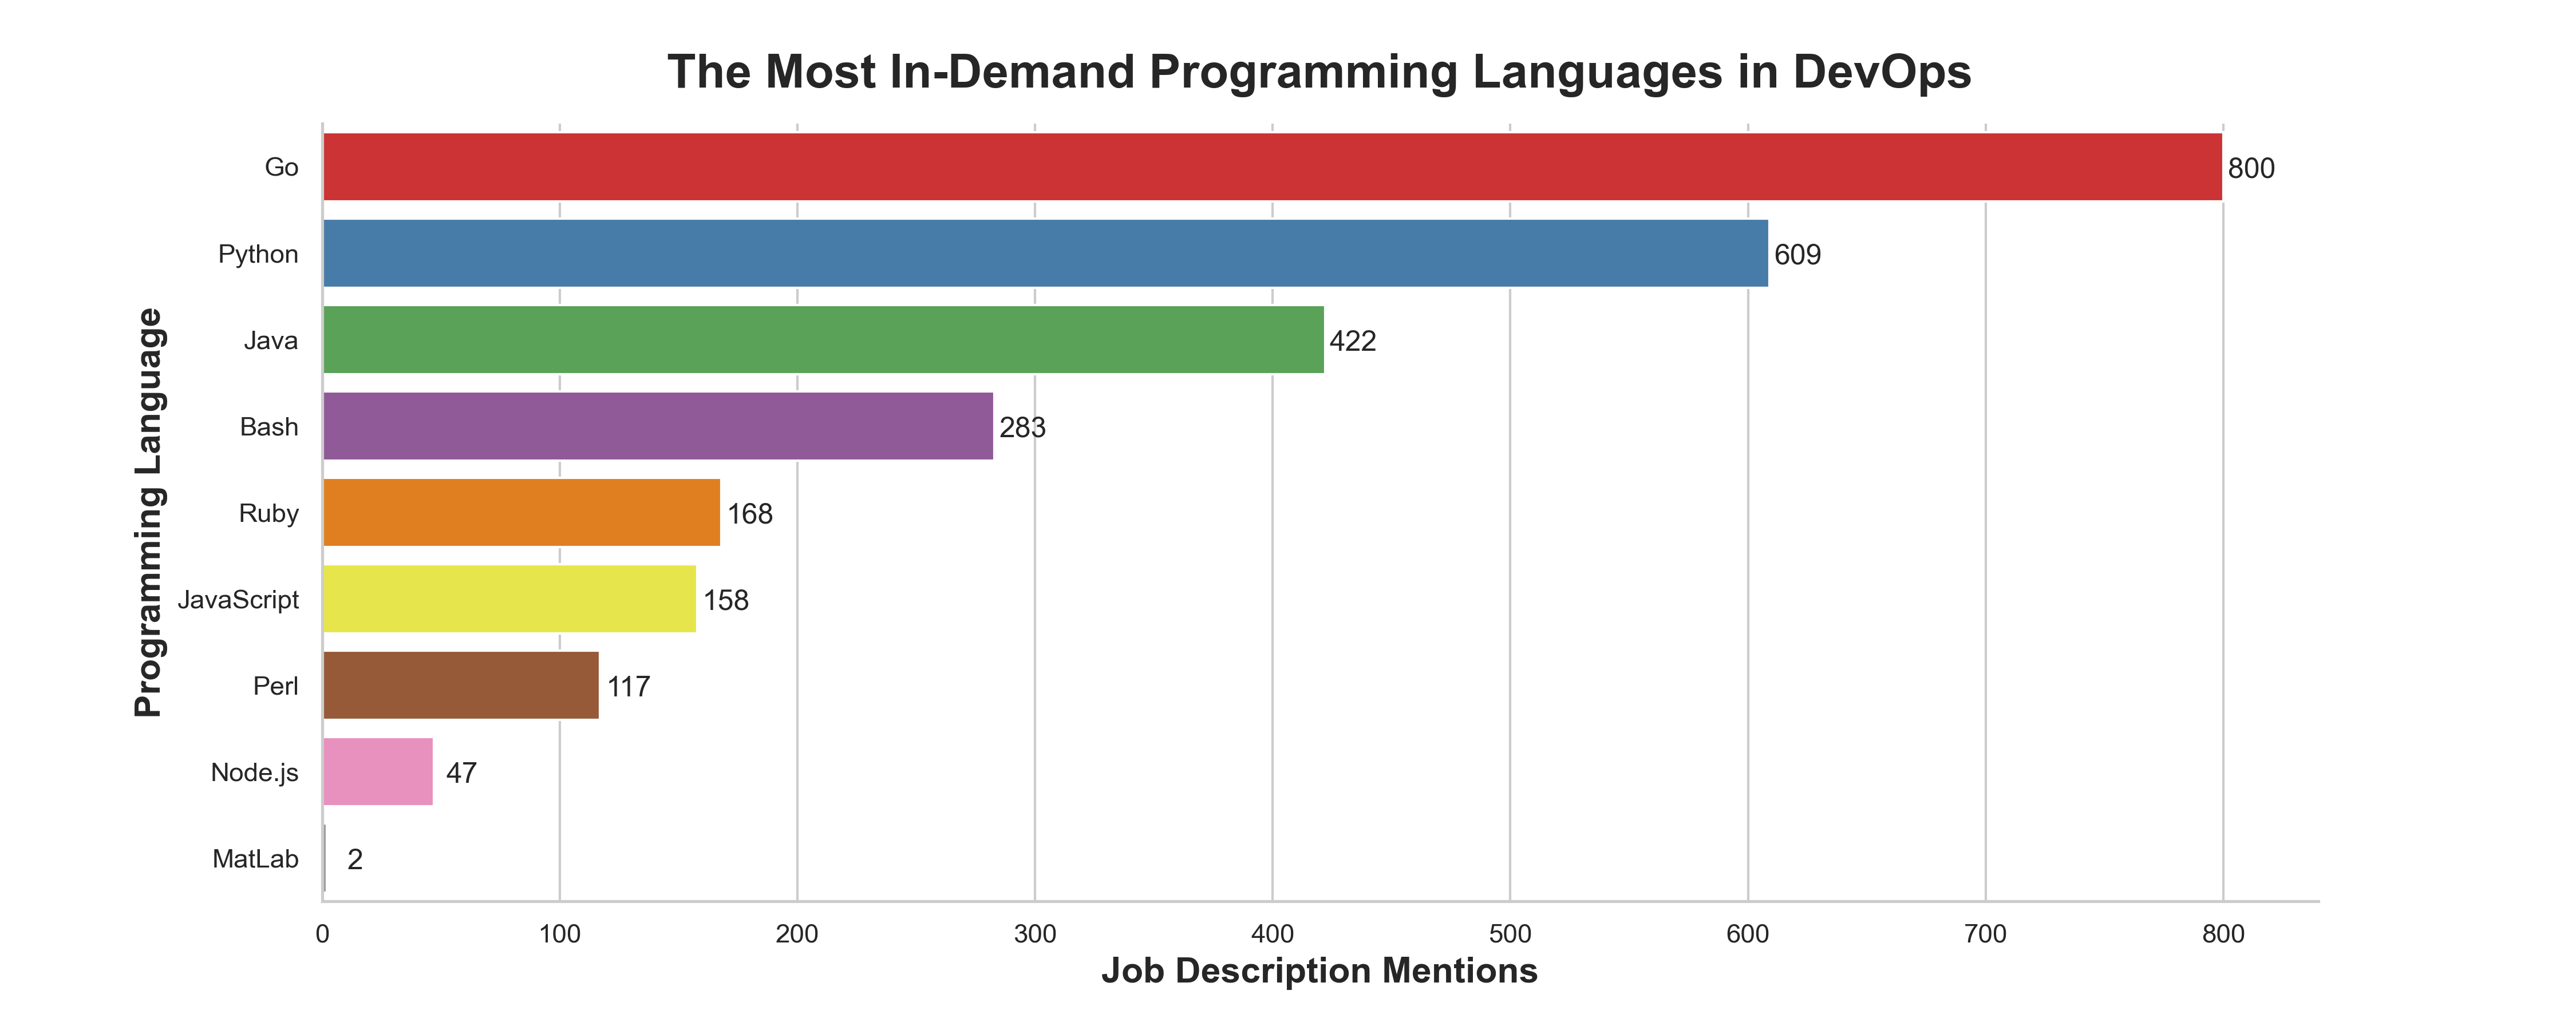 The Most In-Demand Programming Languages in DevOps
Programming Language
Go 800
Python 609
Java 422
Bash 283
Ruby 168
JavaScript 158
Perl 117
Node.js 47
MatLab 2
0 100 200 300 400 500 600 700 800
Job Description Mentions